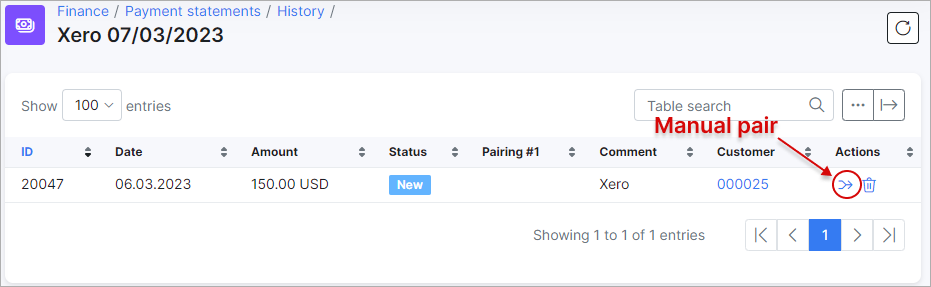 Finance / Payment statements / History /
Xero 07/03/2023
Show 100 entries
Table search
Manual pair
ID Date Amount Status Pairing #1 Comment Customer Actions
20047 06.03.2023 150.00 USD New Xero 000025
Showing 1 to 1 of 1 entries 1